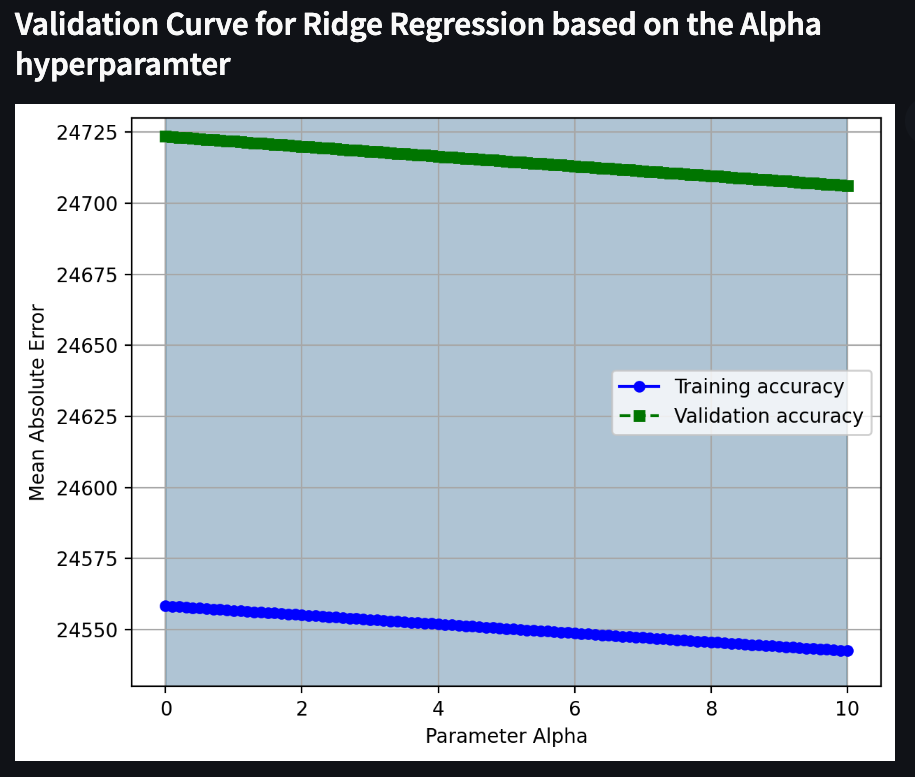 Validation Curve for Ridge Regression based on the Alpha
hyperparamter
24725
24700
24675
24650
24625
24600
24575
24550
Mean Absolute Error
Training accuracy
Validation accuracy
0 2 4 6 8 10
Parameter Alpha